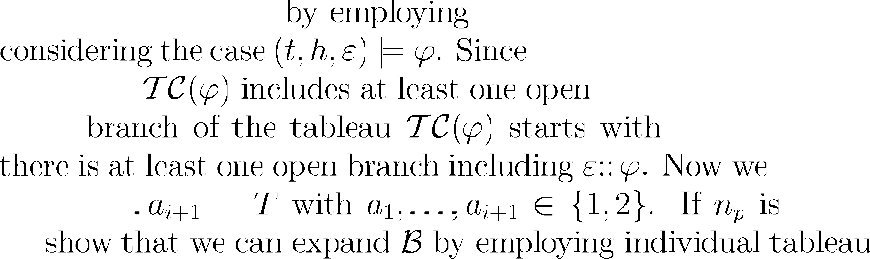 by employing
considering the case (t, h, ε) |= φ. Since
𝒯𝒞(φ) includes at least one open
branch of the tableau 𝒯𝒞(φ) starts with
there is at least one open branch including ε:: φ. Now we
. a_{i+1} T with a_1, . . . , a_{i+1} ∈ {1, 2}. If n_p is
show that we can expand ℬ by employing individual tableau